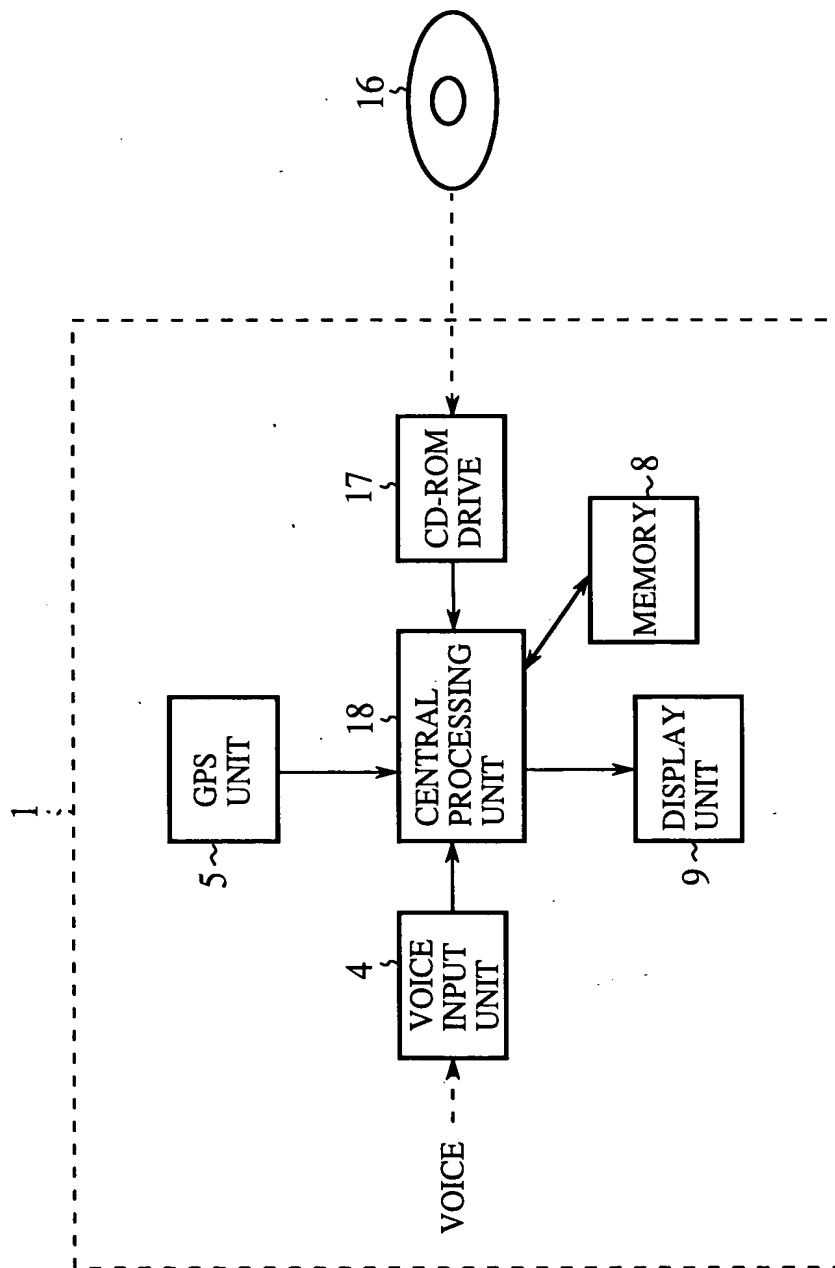 1
5
GPS
UNIT
16
4
VOICE
INPUT
UNIT
18
CENTRAL
PROCESSING
UNIT
17
CD-ROM
DRIVE
VOICE
9
DISPLAY
UNIT
MEMORY
8